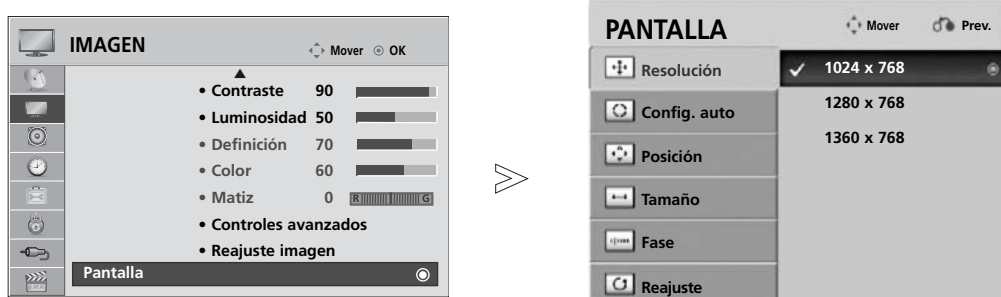 IMAGEN
Mover OK
• Contraste 90
• Luminosidad 50
• Definición 70
• Color 60
• Matiz 0 R G
• Controles avanzados
• Reajuste imagen
Pantalla
PANTALLA
Mover Prev.
Resolución
Config. auto
Posición
Tamaño
Fase
Reajuste
1024 x 768
1280 x 768
1360 x 768